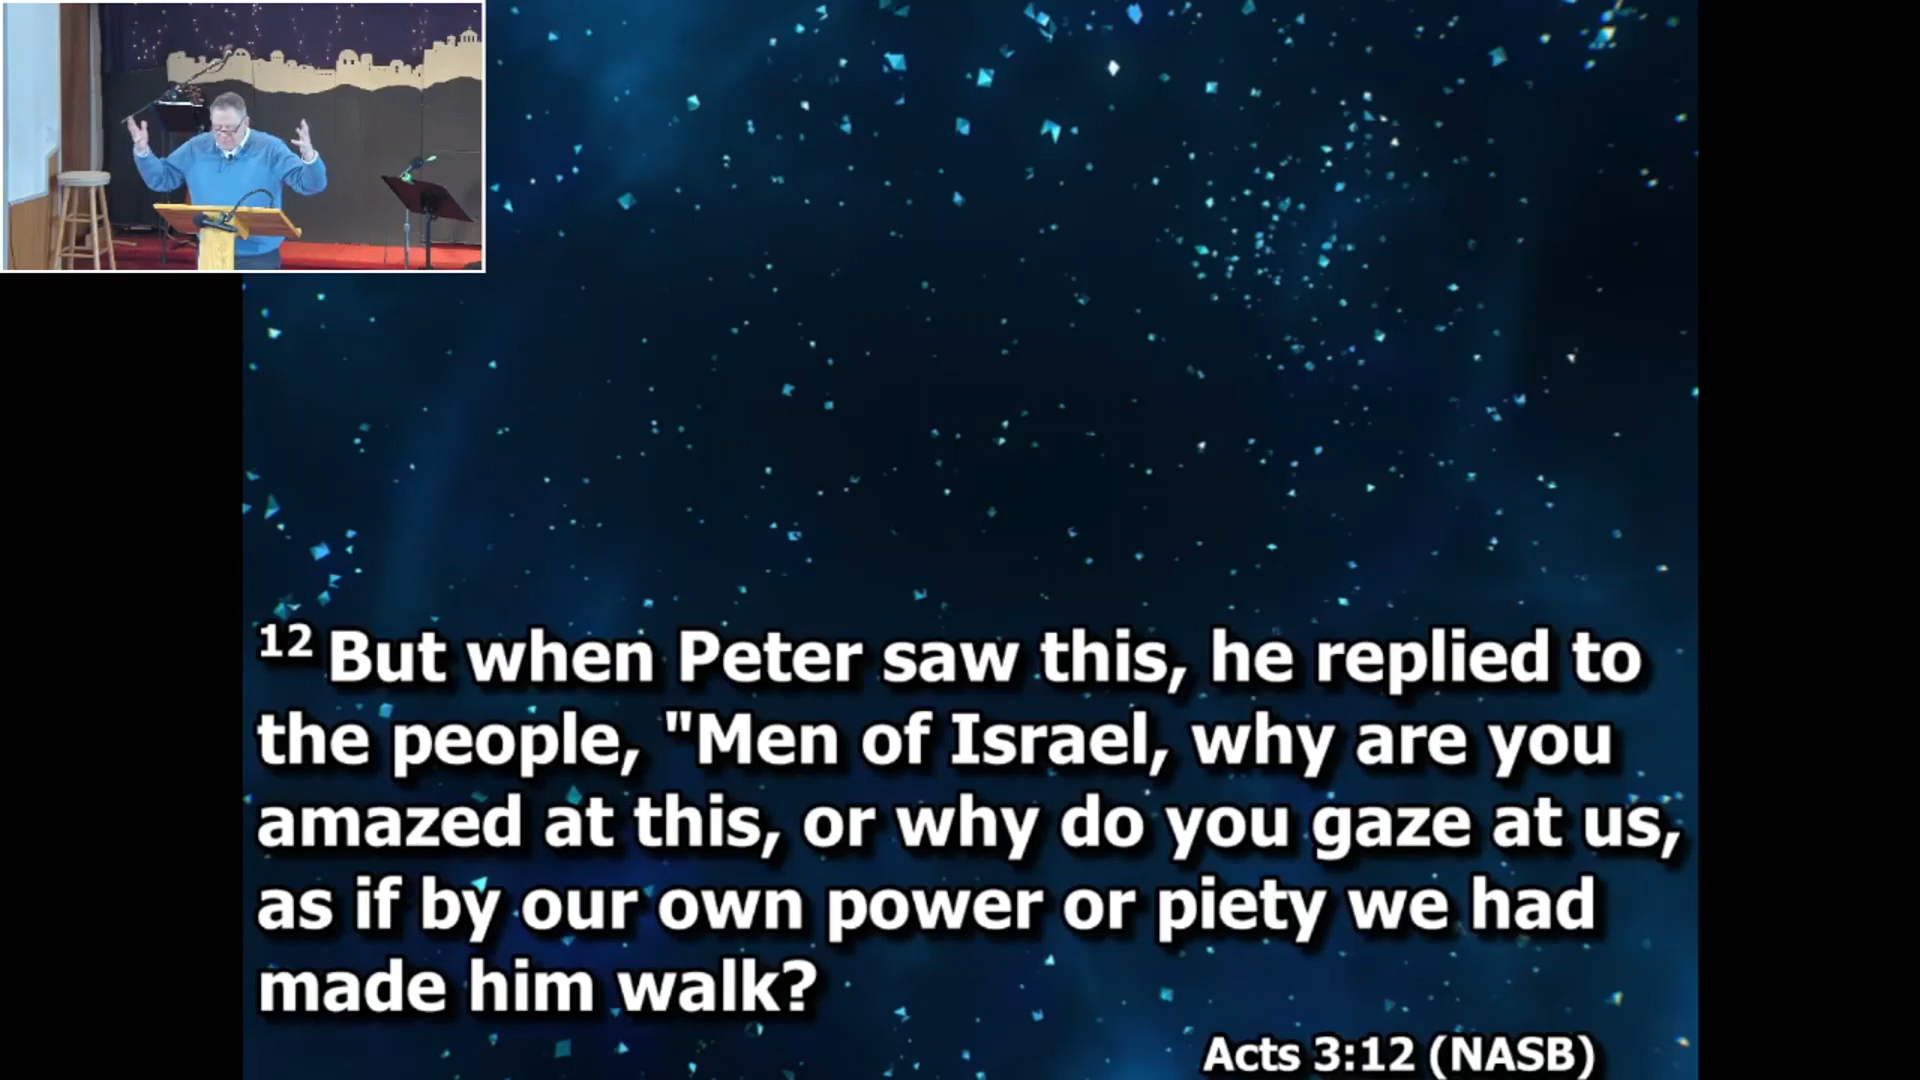 12 But when Peter saw this, he replied to
the people, "Men of Israel, why are you
amazed at this, or why do you gaze at us,
as if by our own power or piety we had
made him walk?
Acts 3:12 (NASB)